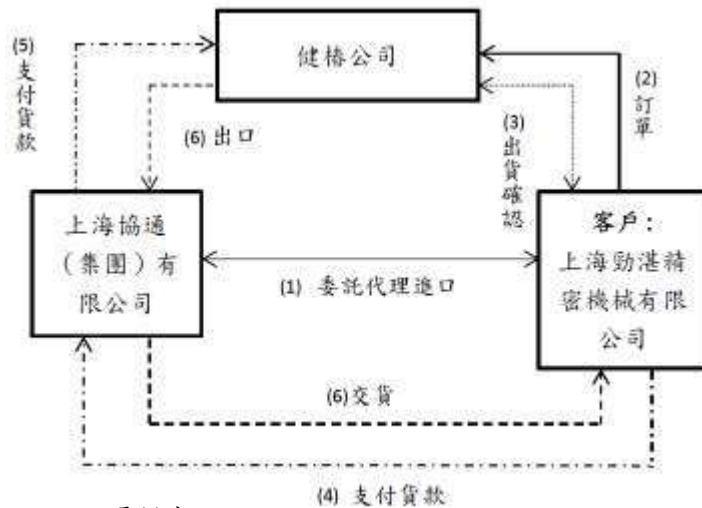 健椿公司
(5)支付貨款
(2)訂單
(6) 出口
(3)出貨確認
上海協通
（集團）有
限公司
客戶：
上海勁湛精
密機械有限
公司
(1) 委託代理進口
(6)交貨
(4) 支付貨款